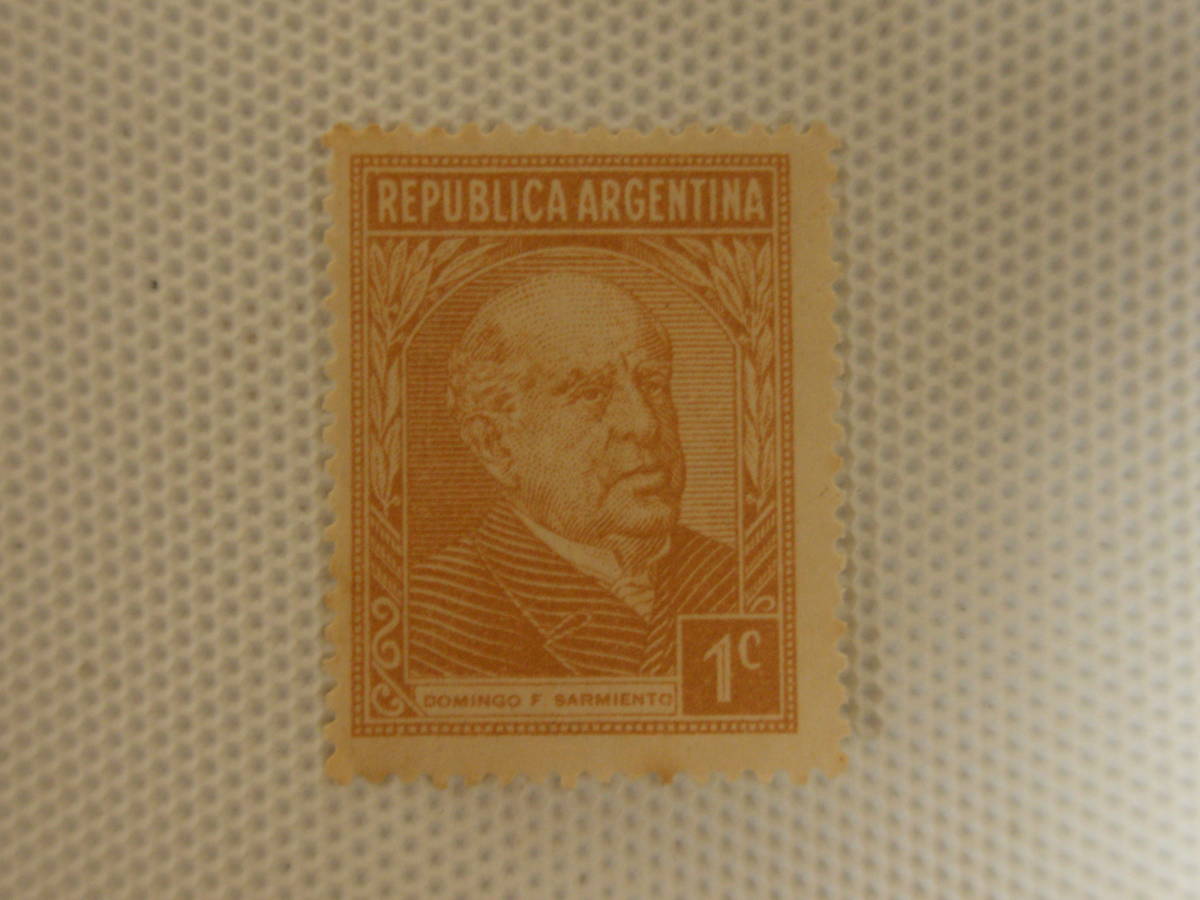 REPUBLICA ARGENTINA
1c
DOMINGO F. SARMIENTO